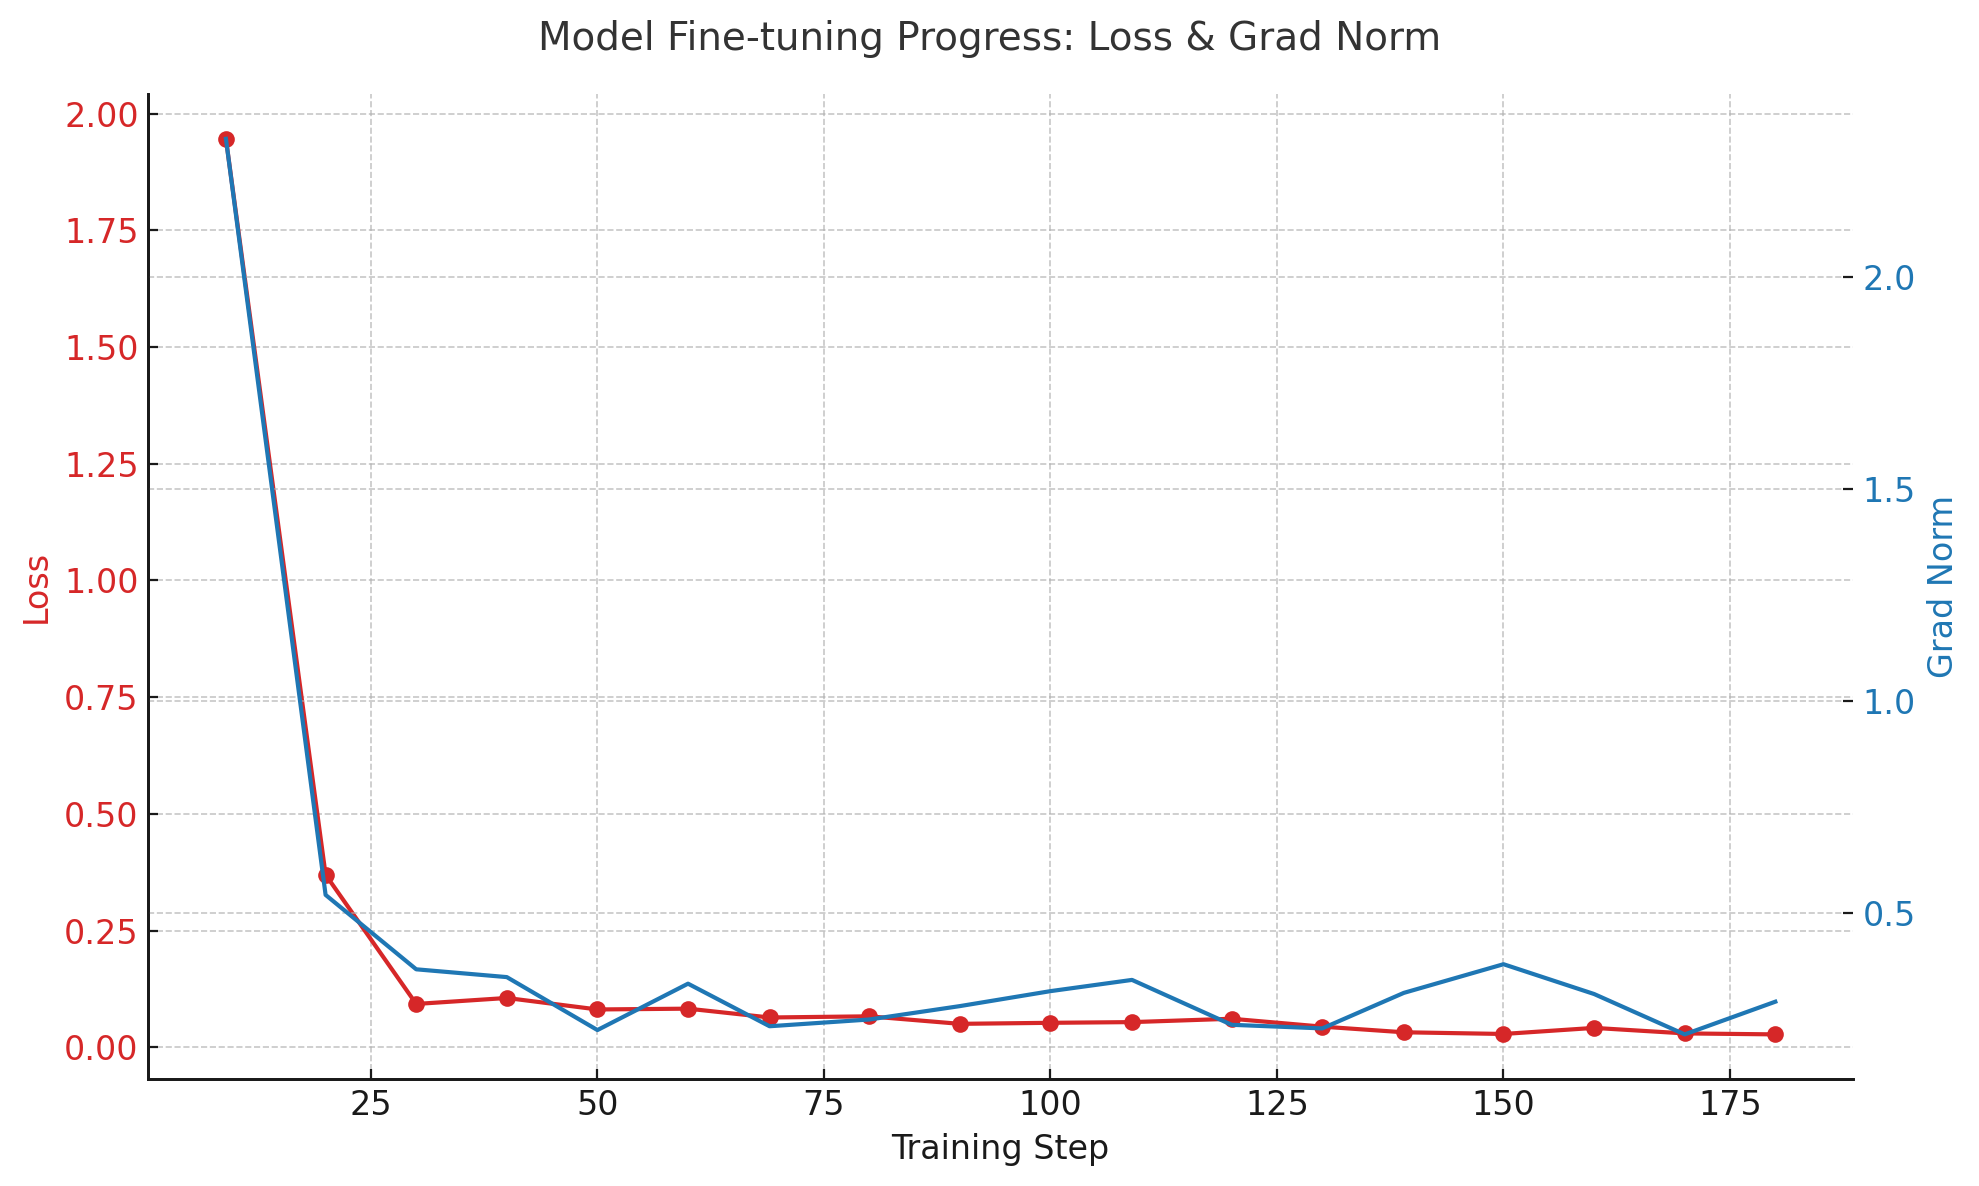 Model Fine-tuning Progress: Loss & Grad Norm
2.00
1.75
1.50
1.25
1.00
0.75
0.50
0.25
0.00
Loss
2.0
1.5
1.0
0.5
Grad Norm
25 50 75 100 125 150 175
Training Step